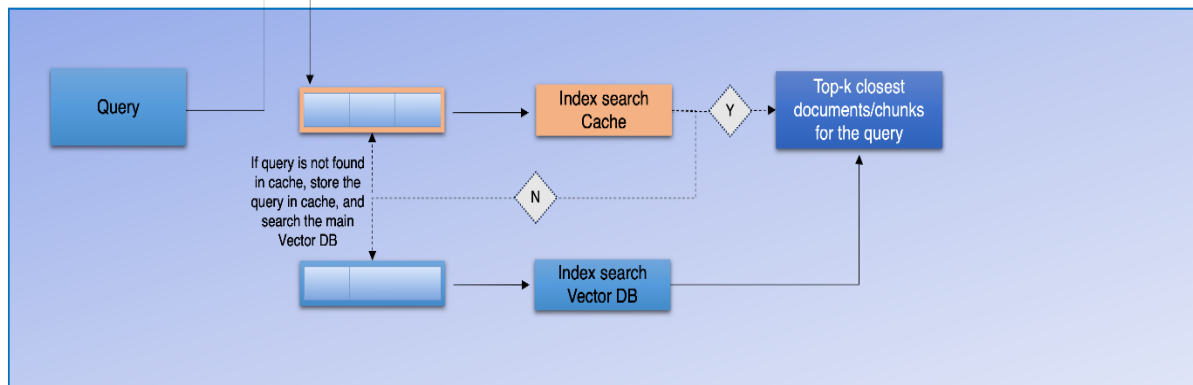 Query
Index search
Cache
Y
Top-k closest
documents/chunks
for the query
If query is not found
in cache, store the
query in cache, and
search the main
Vector DB
N
Index search
Vector DB